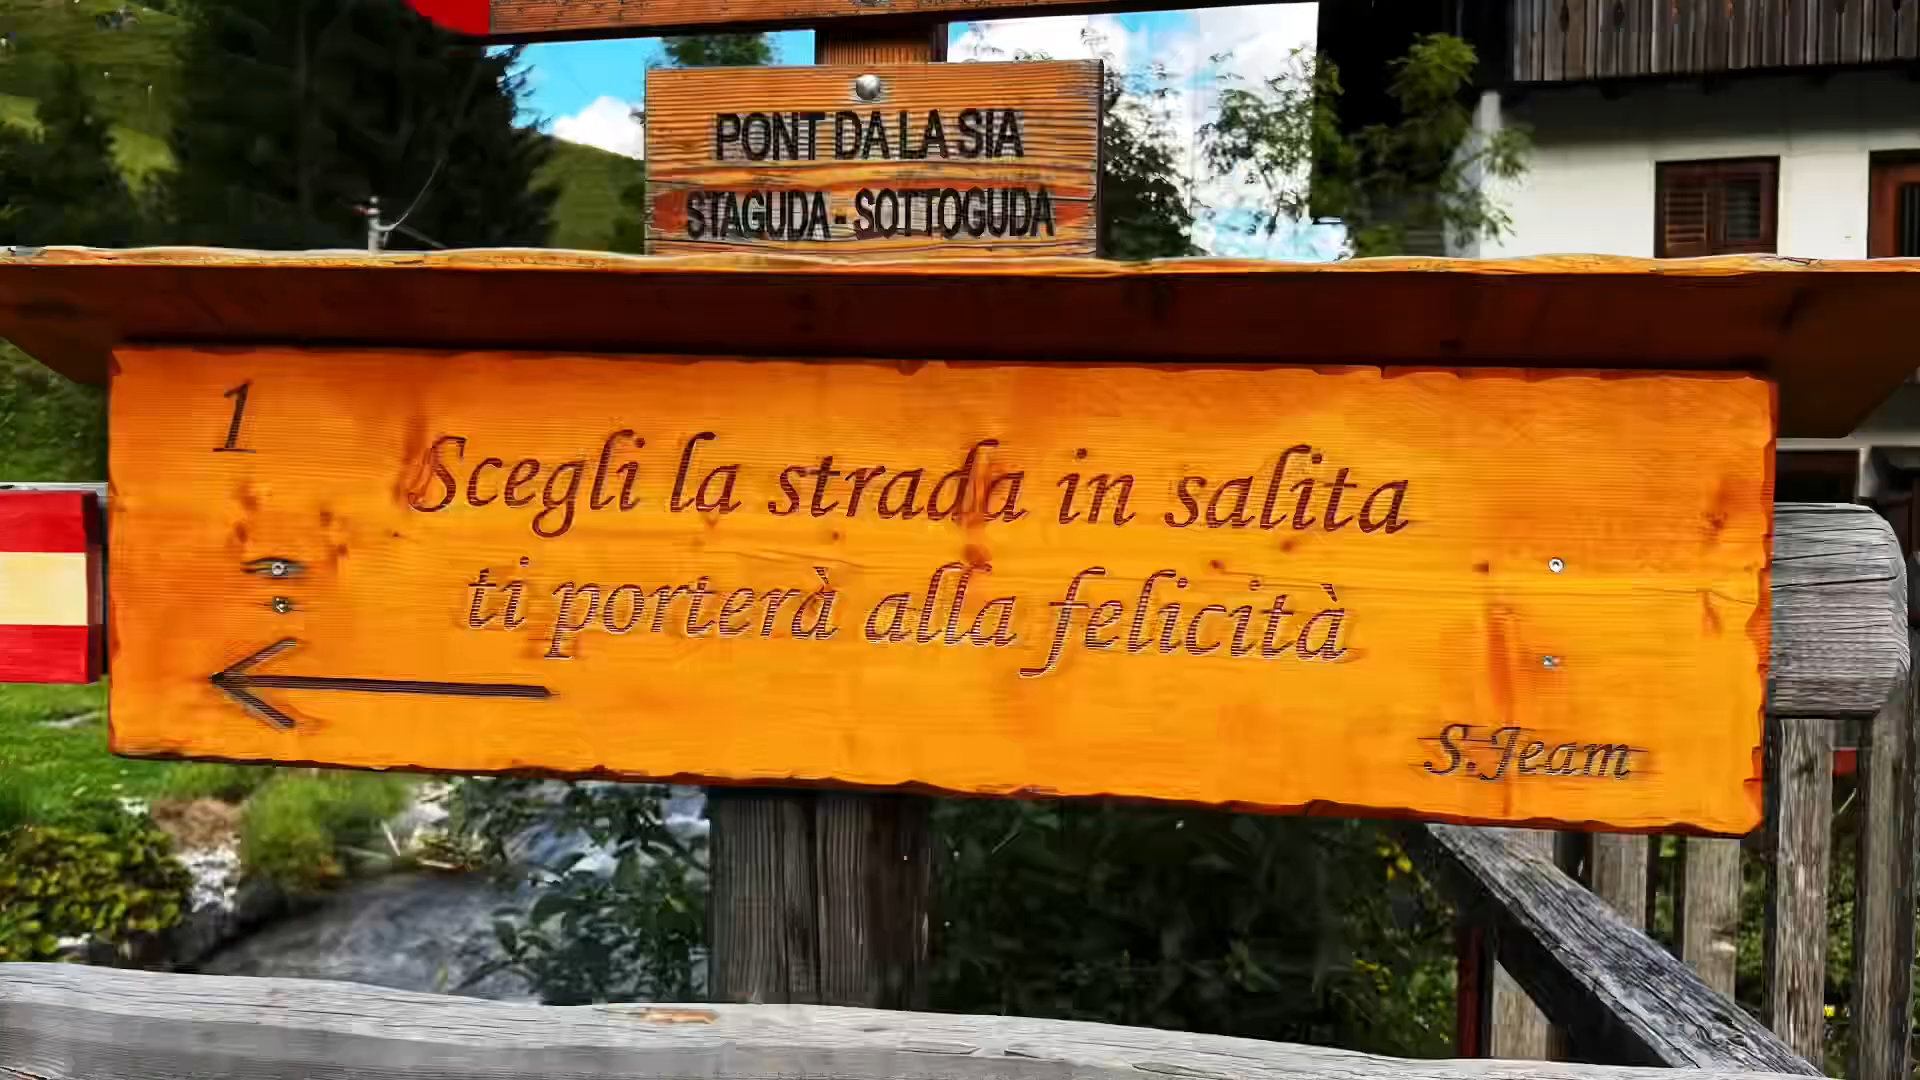 PONT DA LA SIA
STAGUDA - SOTTOGUDA
1
Scegli la strada in salita
ti porterà alla felicità
S. Jeam